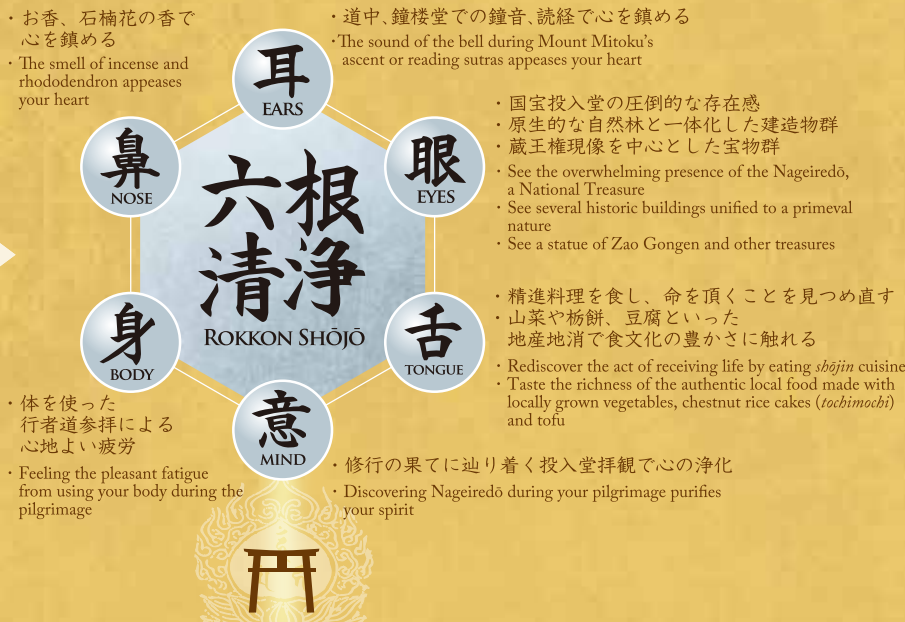 ・お香、石楠花の香で
心を鎮める
・The smell of incense and
rhododendron appeases
your heart
・道中、鐘楼堂での鐘音、読経で心を鎮める
・The sound of the bell during Mount Mitoku's
ascent or reading sutras appeases your heart
耳
EARS
鼻
NOSE
眼
EYES
・国宝投入堂の圧倒的な存在感
・原生的な自然林と一体化した建造物群
・蔵王権現像を中心とした宝物群
・See the overwhelming presence of the Nageiredō,
a National Treasure
・See several historic buildings unified to a primeval
nature
・See a statue of Zao Gongen and other treasures
六根
清浄
ROKKON SHŌJŌ
身
BODY
舌
TONGUE
・精進料理を食し、命を頂くことを見つめ直す
・山菜や栃餅、豆腐といった
地産地消で食文化の豊かさに触れる
・Rediscover the act of receiving life by eating shōjin cuisine
・Taste the richness of the authentic local food made with
locally grown vegetables, chestnut rice cakes (tochimochi)
and tofu
意
MIND
・体を使った
行者道参拝による
心地よい疲労
・Feeling the pleasant fatigue
from using your body during the
pilgrimage
・修行の果てに辿り着く投入堂拝観で心の浄化
・Discovering Nageiredō during your pilgrimage purifies
your spirit